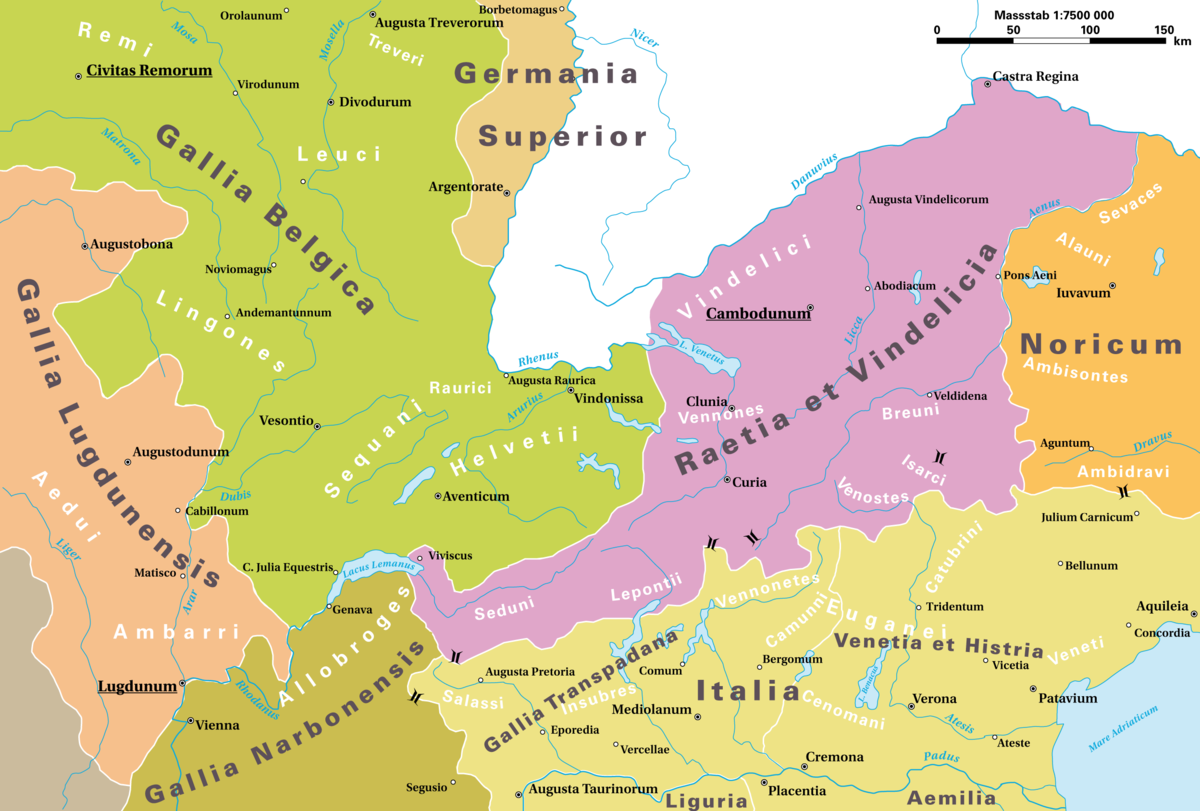 Massstab 1:7500 000
0 50 100 150
km
Orolaunum
Mosa
Mosella
Augusta Treverorum
Treveri
Borbetomagus
Nicer
Remi
Civitas Remorum
Virodunum
Divodurum
Germania
Superior
Castra Regina
Matrona
Gallia Belgica
Leuci
Argentorate
Danuvius
Augusta Vindelicorum
Aenus
Sevaces
Alauni
Augustobona
Noviomagus
Andemantunnum
Lingones
Vindelici
Cambodunum
Abodiacum
Licca
Pons Aeni
Iuvavum
Noricum
Ambisontes
Gallia Lugdunensis
Rhenus
L. Venetus
Raurici
Augusta Raurica
Vindonissa
Arurius
Clunia
Vennones
Raetia et Vindelicia
Veldidena
Breuni
Vesontio
Sequani
Helvetii
Augustodunum
Aedui
Aguntum
Dravus
Ambidravi
Isarci
Venostes
Curia
Aventicum
Dubis
Cabillonum
Julium Carnicum
Liger
Matisco
Arar
C. Julia Equestris
Lacus Lemanus
Viviscus
Genava
Bellunum
Catubrini
Seduni
Lepontii
Vennonetes
Camunni
Euganei
Tridentum
Aquileia
Concordia
Ambarri
Allobroges
Venetia et Histria
Veneti
Vicetia
Lugdunum
Rhodanus
Vienna
Gallia Narbonensis
Augusta Pretoria
Salassi
Gallia Transpadana
Insubres
Comum
Bergomum
Italia
Cenomani
L. Benacus
Verona
Patavium
Atesis
Ateste
Mare Adriaticum
Mediolanum
Eporedia
Vercellae
Segusio
Augusta Taurinorum
Cremona
Placentia
Padus
Liguria
Aemilia